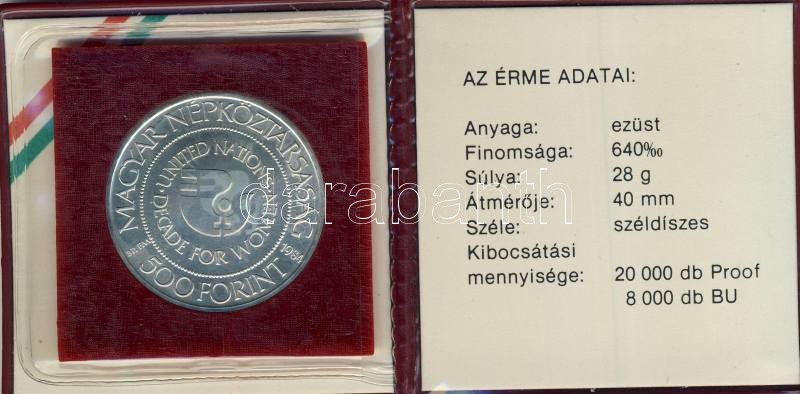 MAGYAR NÉPKÖZTÁRSASÁG
500 FORINT
1984
UNITED NATIONS
DECADE FOR WOMEN
darabanth
AZ ÉRME ADATAI:
Anyaga: ezüst
Finomsága: 640‰
Súlya: 28 g
Átmérője: 40 mm
Széle: széldíszes
Kibocsátási
mennyisége: 20 000 db Proof
8 000 db BU